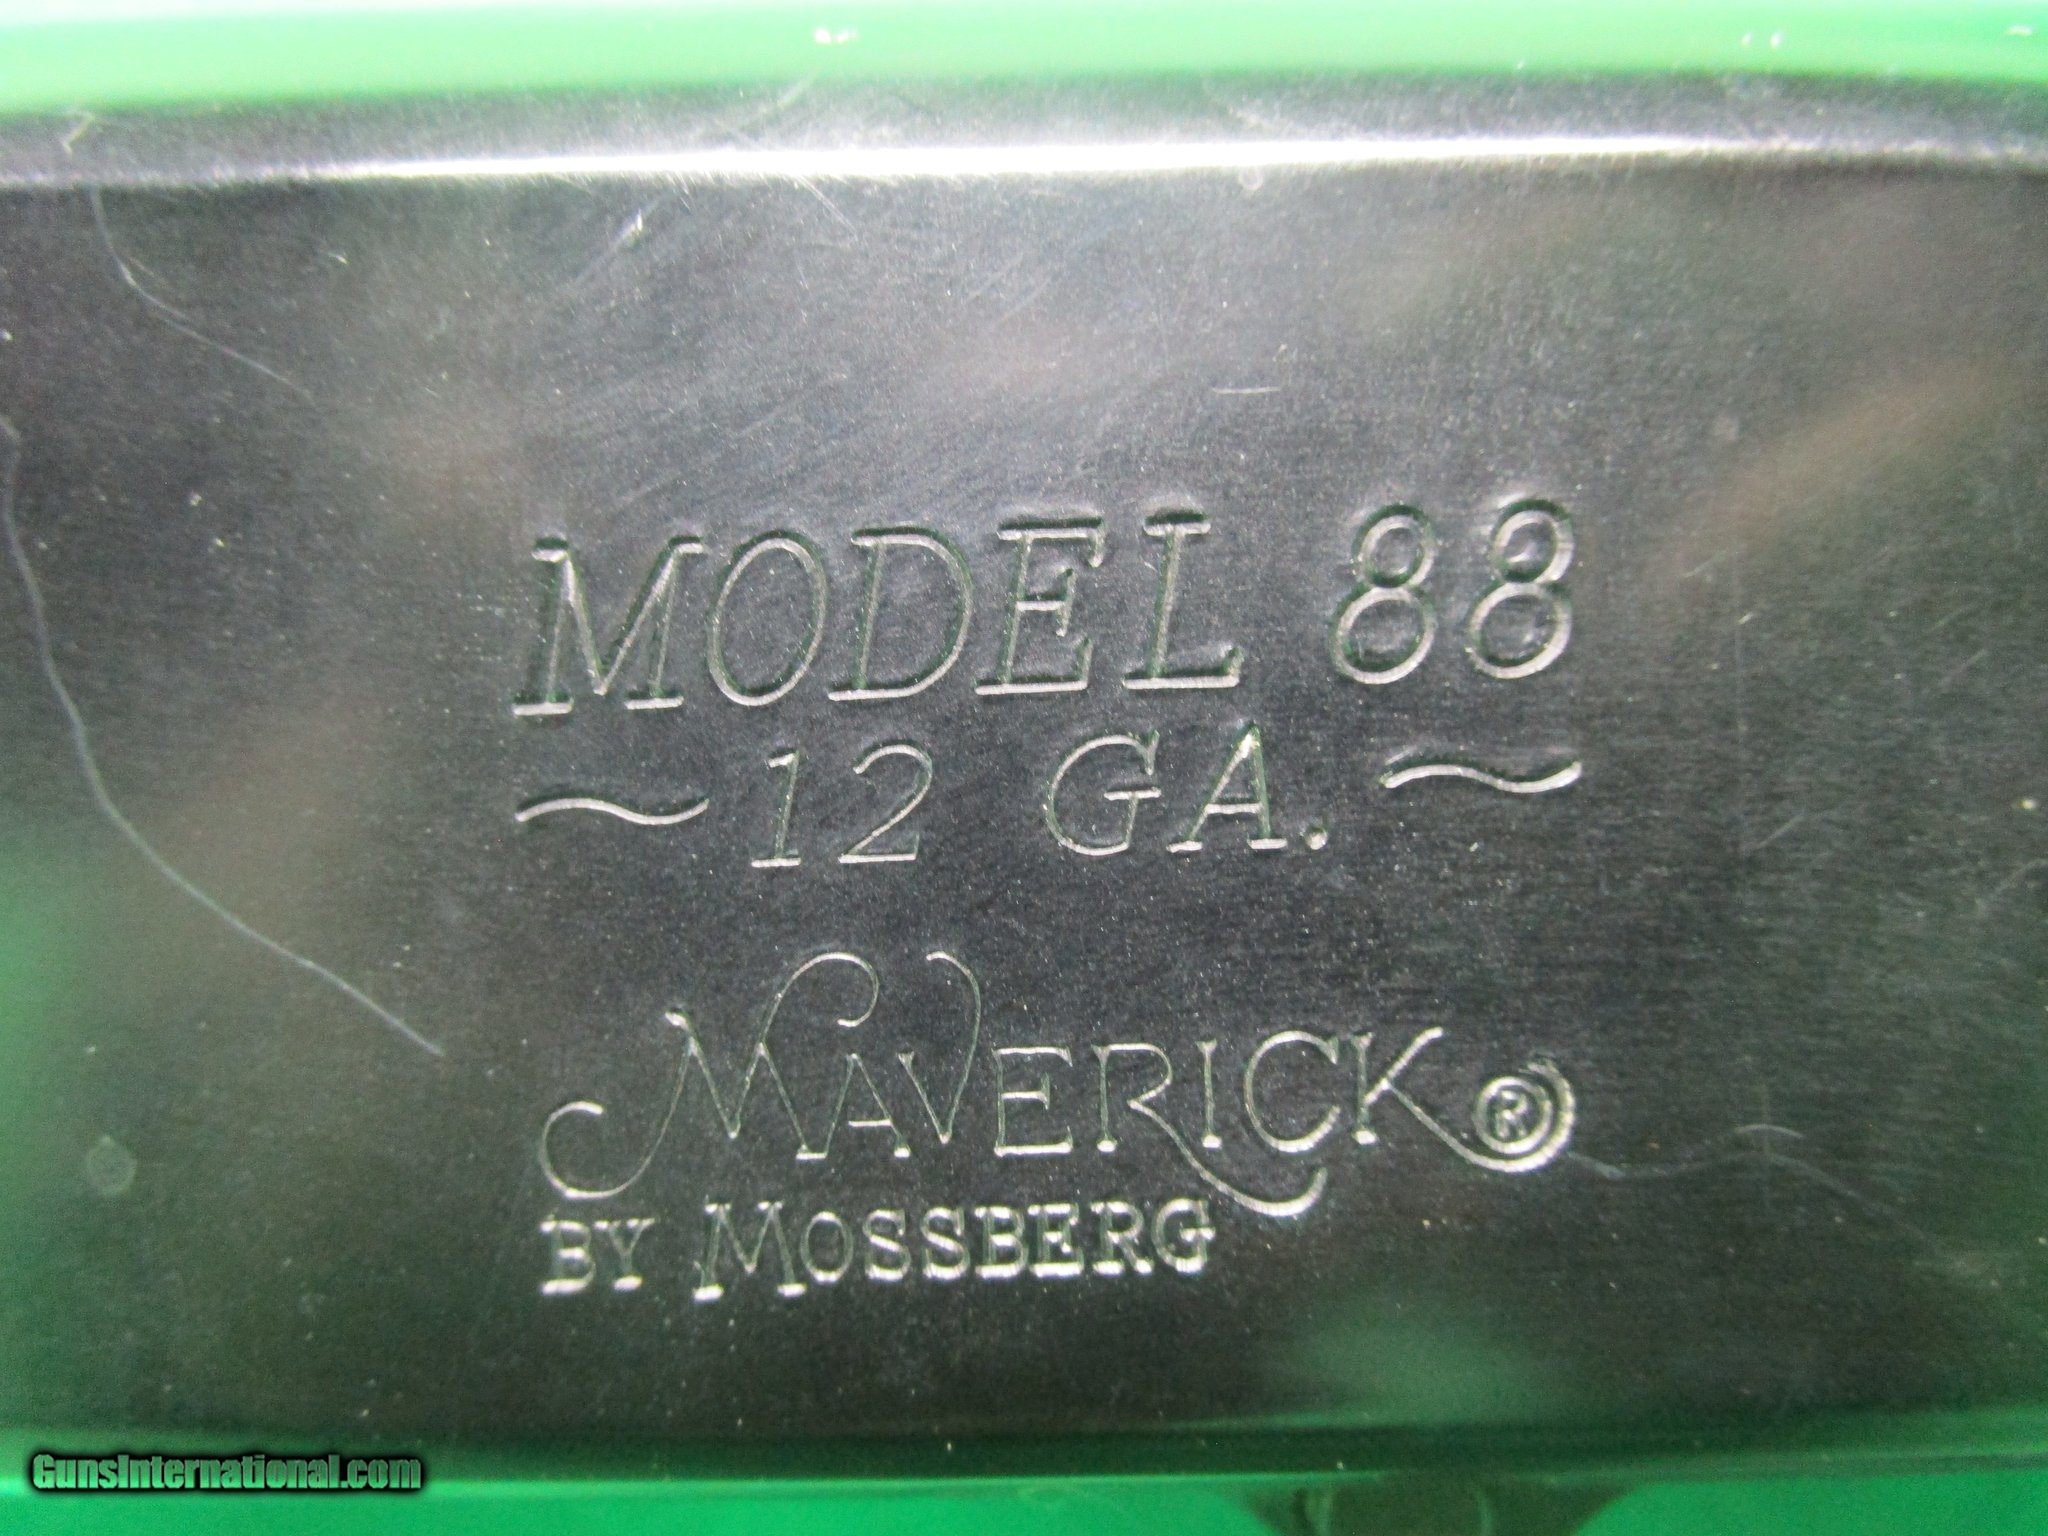 MODEL 88
~ 12 GA. ~
MAVERICK®
BY MOSSBERG
GunsInternational.com